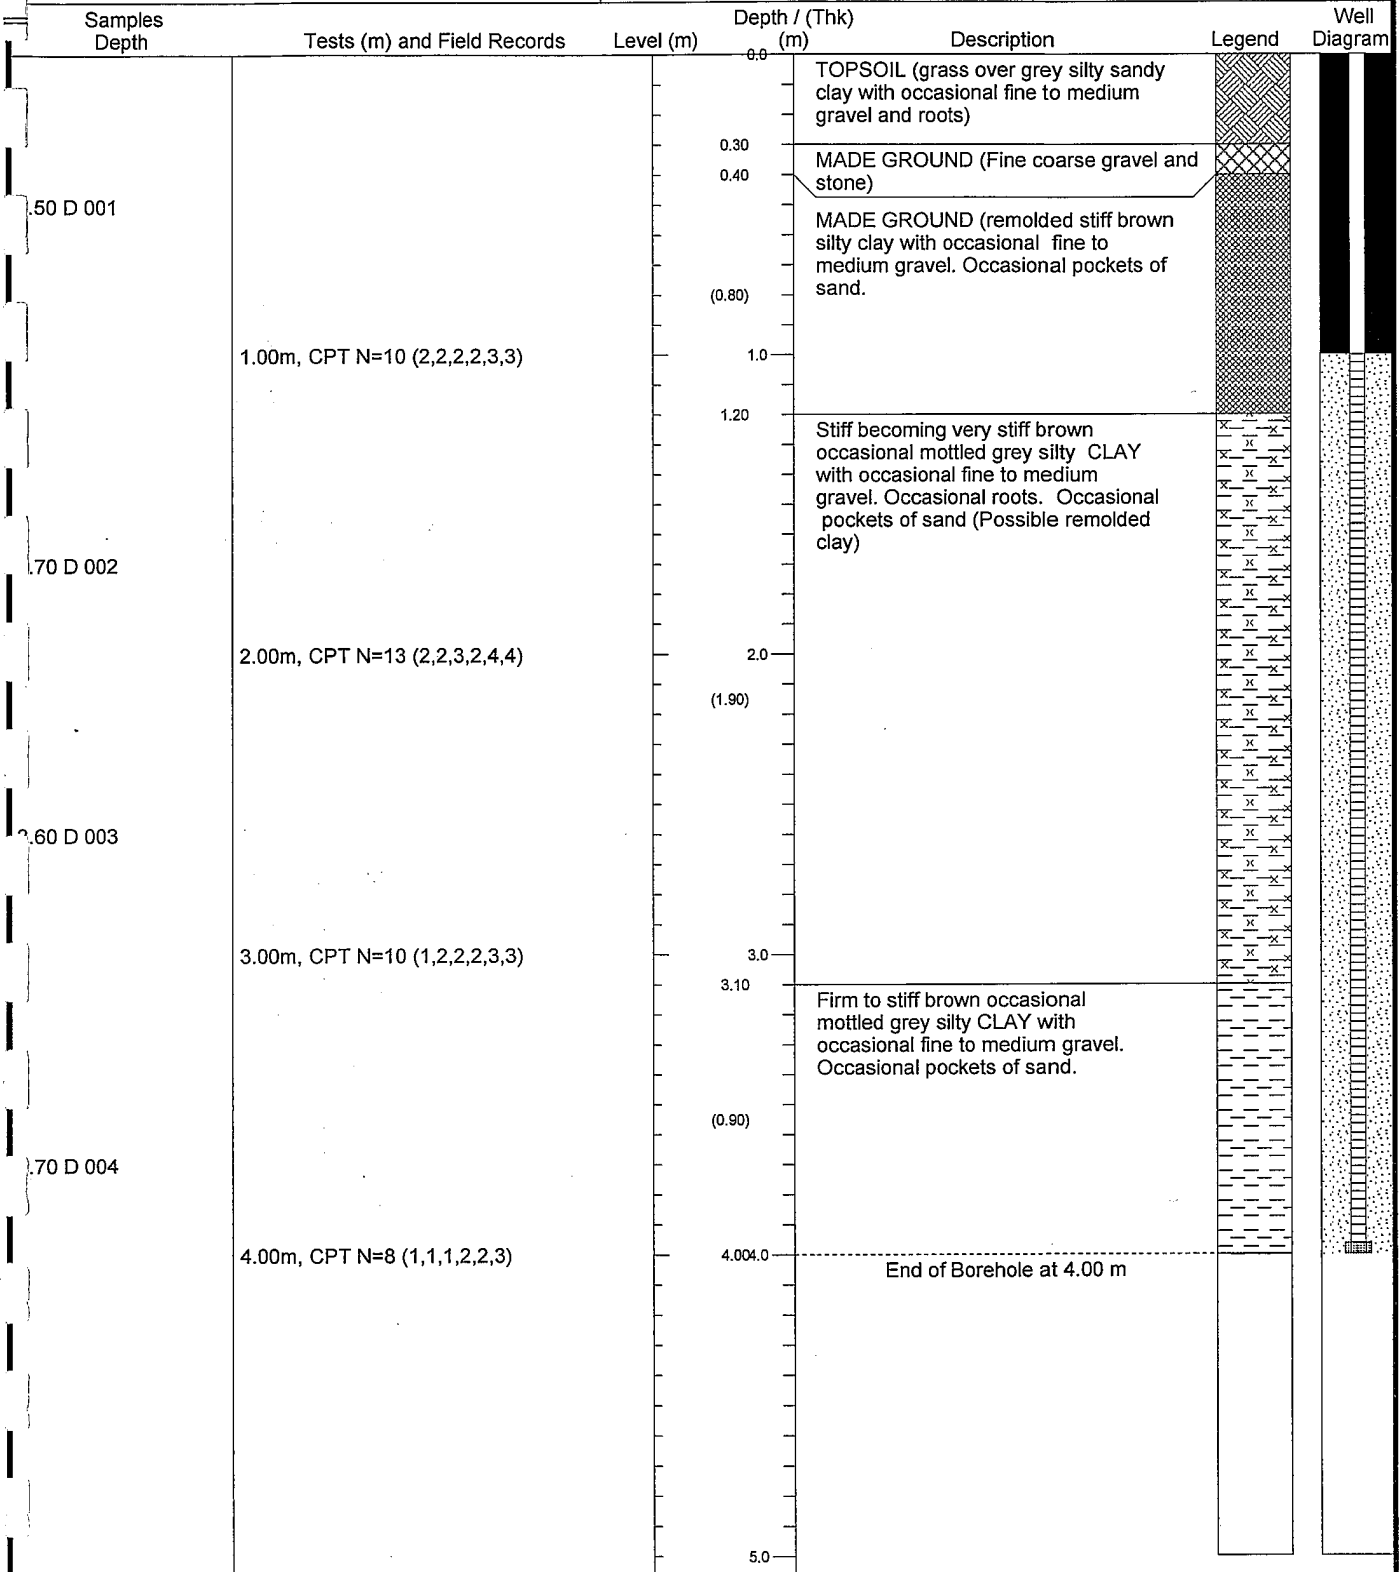 Samples Depth
Tests (m) and Field Records
Level (m)
Depth / (Thk) (m)
Description
Legend
Well Diagram
0.0
TOPSOIL (grass over grey silty sandy
clay with occasional fine to medium
gravel and roots)
0.30
MADE GROUND (Fine coarse gravel and
stone)
0.40
.50 D 001
MADE GROUND (remolded stiff brown
silty clay with occasional fine to
medium gravel. Occasional pockets of
sand.
(0.80)
1.00m, CPT N=10 (2,2,2,2,3,3)
1.0
1.20
Stiff becoming very stiff brown
occasional mottled grey silty CLAY
with occasional fine to medium
gravel. Occasional roots. Occasional
pockets of sand (Possible remolded
clay)
.70 D 002
2.00m, CPT N=13 (2,2,3,2,4,4)
2.0
(1.90)
.60 D 003
3.00m, CPT N=10 (1,2,2,2,3,3)
3.0
3.10
Firm to stiff brown occasional
mottled grey silty CLAY with
occasional fine to medium gravel.
Occasional pockets of sand.
(0.90)
.70 D 004
4.00m, CPT N=8 (1,1,1,2,2,3)
4.00
4.0
End of Borehole at 4.00 m
5.0